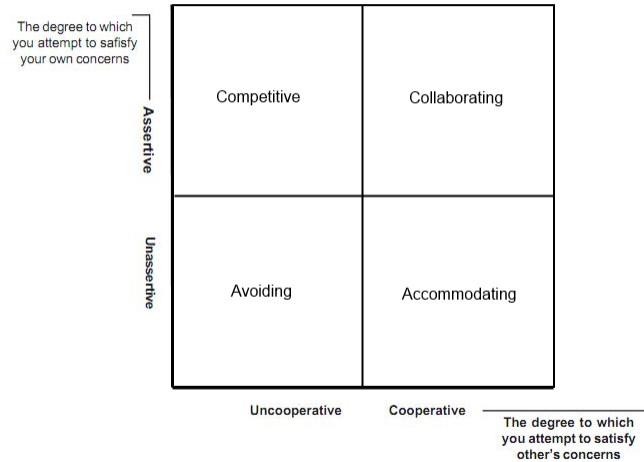 The degree to which
you attempt to safisfy
your own concerns
Assertive
Competitive
Collaborating
Unassertive
Avoiding
Accommodating
Uncooperative
Cooperative
The degree to which
you attempt to satisfy
other's concerns